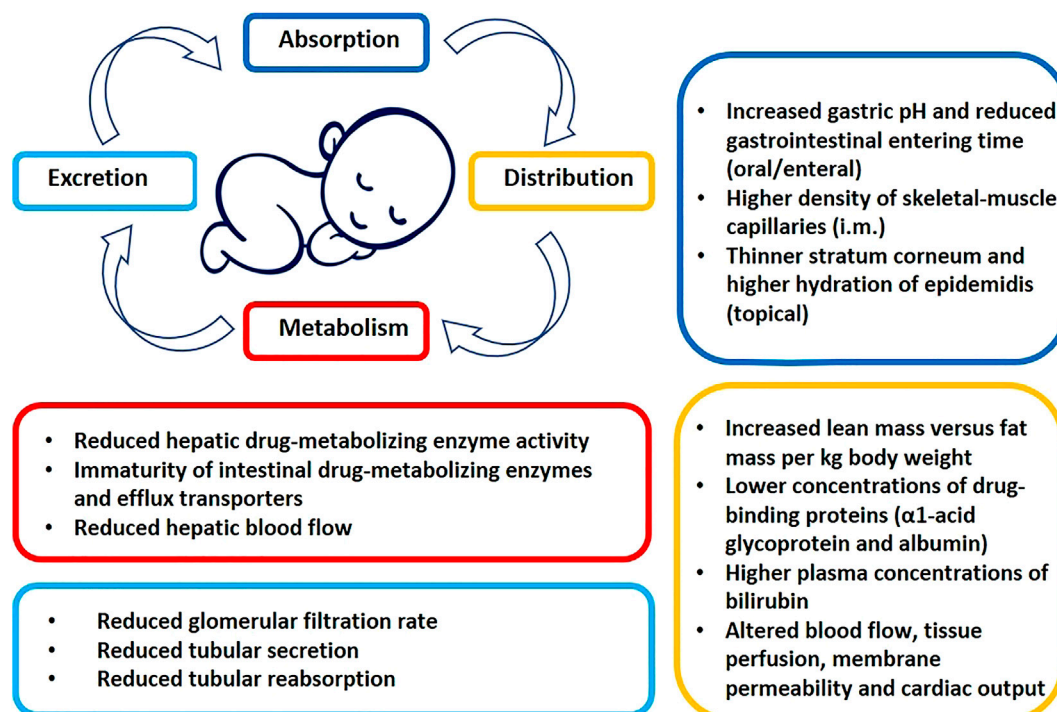 Absorption
Excretion
Distribution
Metabolism
• Increased gastric pH and reduced
gastrointestinal entering time
(oral/enteral)
• Higher density of skeletal-muscle
capillaries (i.m.)
• Thinner stratum corneum and
higher hydration of epidemidis
(topical)
• Reduced hepatic drug-metabolizing enzyme activity
• Immaturity of intestinal drug-metabolizing enzymes
and efflux transporters
• Reduced hepatic blood flow
• Increased lean mass versus fat
mass per kg body weight
• Lower concentrations of drug-
binding proteins (α1-acid
glycoprotein and albumin)
• Higher plasma concentrations of
bilirubin
• Altered blood flow, tissue
perfusion, membrane
permeability and cardiac output
• Reduced glomerular filtration rate
• Reduced tubular secretion
• Reduced tubular reabsorption